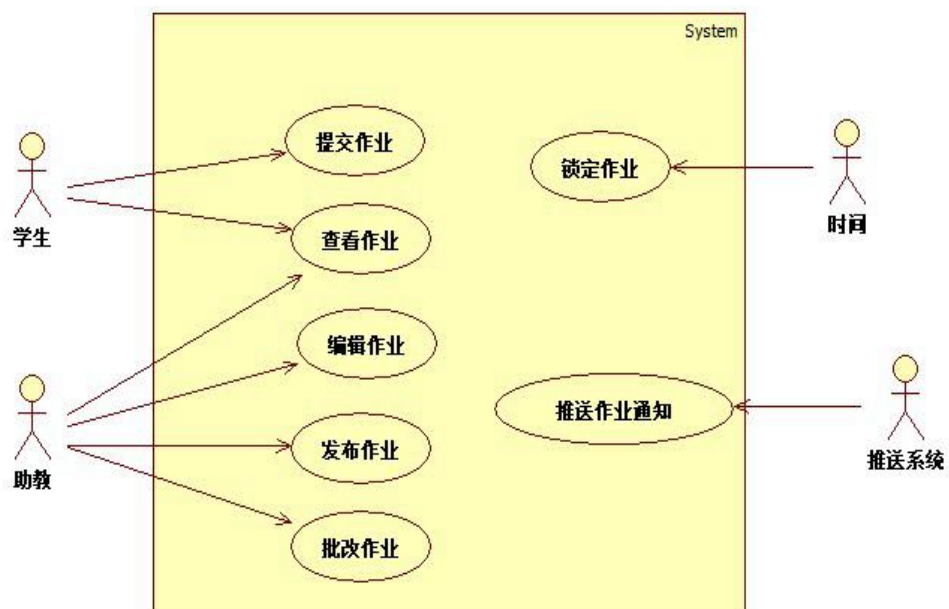 System
提交作业
锁定作业
学生
查看作业
时间
编辑作业
推送作业通知
助教
发布作业
推送系统
批改作业